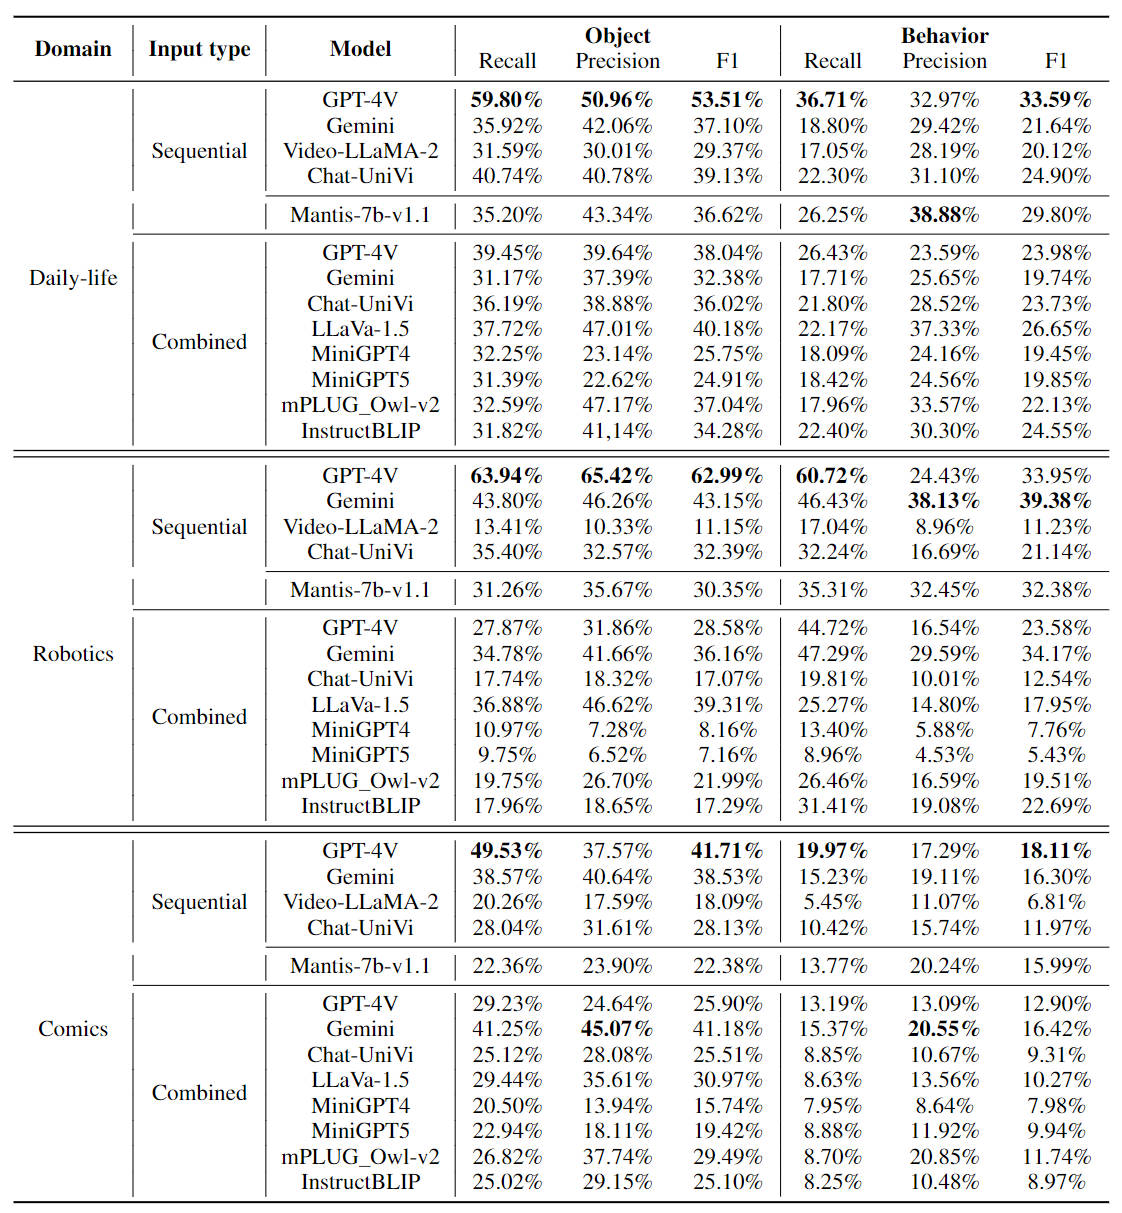 Domain Input type Model Object Behavior
Recall Precision F1 Recall Precision F1
GPT-4V 59.80% 50.96% 53.51% 36.71% 32.97% 33.59%
Gemini 35.92% 42.06% 37.10% 18.80% 29.42% 21.64%
Sequential Video-LLaMA-2 31.59% 30.01% 29.37% 17.05% 28.19% 20.12%
Chat-UniVi 40.74% 40.78% 39.13% 22.30% 31.10% 24.90%
Mantis-7b-v1.1 35.20% 43.34% 36.62% 26.25% 38.88% 29.80%
GPT-4V 39.45% 39.64% 38.04% 26.43% 23.59% 23.98%
Daily-life Gemini 31.17% 37.39% 32.38% 17.71% 25.65% 19.74%
Chat-UniVi 36.19% 38.88% 36.02% 21.80% 28.52% 23.73%
LLaVa-1.5 37.72% 47.01% 40.18% 22.17% 37.33% 26.65%
Combined MiniGPT4 32.25% 23.14% 25.75% 18.09% 24.16% 19.45%
MiniGPT5 31.39% 22.62% 24.91% 18.42% 24.56% 19.85%
mPLUG_Owl-v2 32.59% 47.17% 37.04% 17.96% 33.57% 22.13%
InstructBLIP 31.82% 41,14% 34.28% 22.40% 30.30% 24.55%
GPT-4V 63.94% 65.42% 62.99% 60.72% 24.43% 33.95%
Gemini 43.80% 46.26% 43.15% 46.43% 38.13% 39.38%
Sequential Video-LLaMA-2 13.41% 10.33% 11.15% 17.04% 8.96% 11.23%
Chat-UniVi 35.40% 32.57% 32.39% 32.24% 16.69% 21.14%
Mantis-7b-v1.1 31.26% 35.67% 30.35% 35.31% 32.45% 32.38%
GPT-4V 27.87% 31.86% 28.58% 44.72% 16.54% 23.58%
Robotics Gemini 34.78% 41.66% 36.16% 47.29% 29.59% 34.17%
Chat-UniVi 17.74% 18.32% 17.07% 19.81% 10.01% 12.54%
LLaVa-1.5 36.88% 46.62% 39.31% 25.27% 14.80% 17.95%
Combined MiniGPT4 10.97% 7.28% 8.16% 13.40% 5.88% 7.76%
MiniGPT5 9.75% 6.52% 7.16% 8.96% 4.53% 5.43%
mPLUG_Owl-v2 19.75% 26.70% 21.99% 26.46% 16.59% 19.51%
InstructBLIP 17.96% 18.65% 17.29% 31.41% 19.08% 22.69%
GPT-4V 49.53% 37.57% 41.71% 19.97% 17.29% 18.11%
Gemini 38.57% 40.64% 38.53% 15.23% 19.11% 16.30%
Sequential Video-LLaMA-2 20.26% 17.59% 18.09% 5.45% 11.07% 6.81%
Chat-UniVi 28.04% 31.61% 28.13% 10.42% 15.74% 11.97%
Mantis-7b-v1.1 22.36% 23.90% 22.38% 13.77% 20.24% 15.99%
GPT-4V 29.23% 24.64% 25.90% 13.19% 13.09% 12.90%
Comics Gemini 41.25% 45.07% 41.18% 15.37% 20.55% 16.42%
Chat-UniVi 25.12% 28.08% 25.51% 8.85% 10.67% 9.31%
LLaVa-1.5 29.44% 35.61% 30.97% 8.63% 13.56% 10.27%
Combined MiniGPT4 20.50% 13.94% 15.74% 7.95% 8.64% 7.98%
MiniGPT5 22.94% 18.11% 19.42% 8.88% 11.92% 9.94%
mPLUG_Owl-v2 26.82% 37.74% 29.49% 8.70% 20.85% 11.74%
InstructBLIP 25.02% 29.15% 25.10% 8.25% 10.48% 8.97%